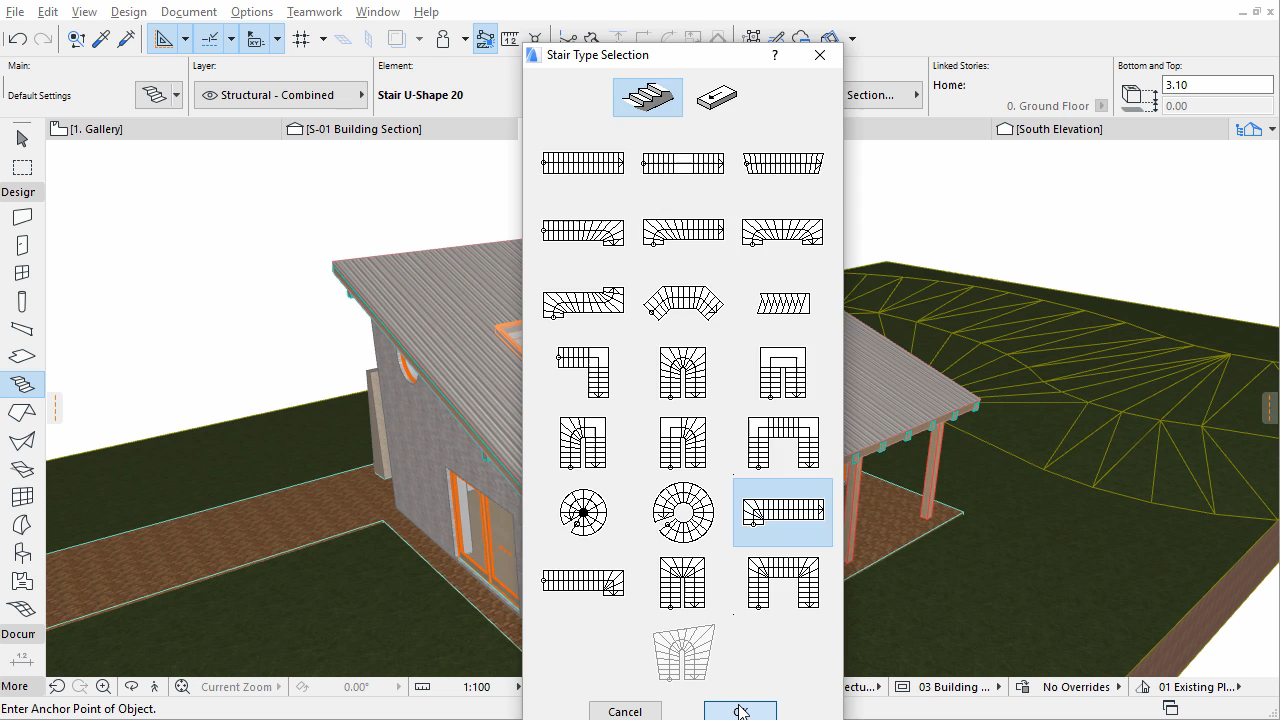 File Edit View Design Document Options Teamwork Window Help
Stair Type Selection
?
Main:
Layer:
Element:
Linked Stories:
Bottom and Top:
Default Settings
Structural - Combined
Stair U-Shape 20
Section...
Home:
0. Ground Floor
3.10
0.00
[1. Gallery]
[S-01 Building Section]
[South Elevation]
Design
Docum
1.2
More
Current Zoom
0.00°
1:100
ectu...
03 Building ...
No Overrides
01 Existing Pl...
Cancel
Enter Anchor Point of Object.